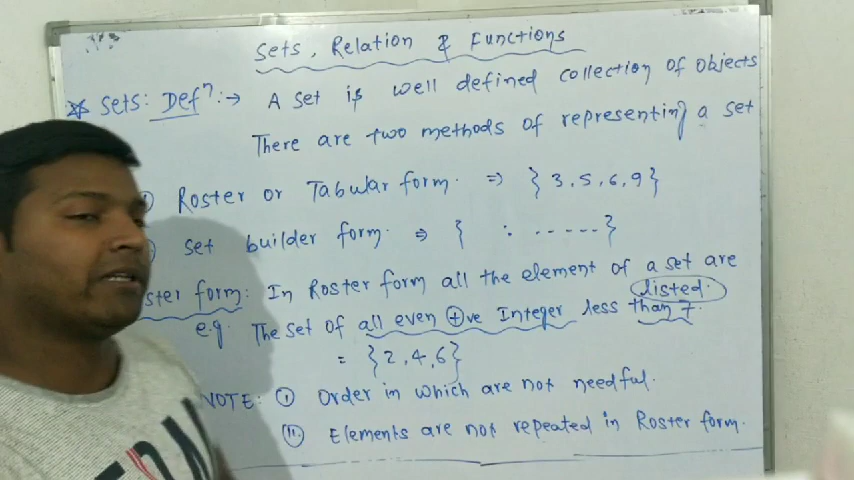 Sets, Relation & Functions
Sets: Defⁿ :→ A set is well defined collection of objects
There are two methods of representing a set
Roster or Tabular form. ⇒ {3, 5, 6, 9}
set builder form. ⇒ { : ......}
ster form: In Roster form all the element of a set are listed.
e.g. The set of all even ⊕ve Integer less than 7.
= {2, 4, 6}
NOTE: (i) Order in which are not needful.
(ii) Elements are not repeated in Roster form.